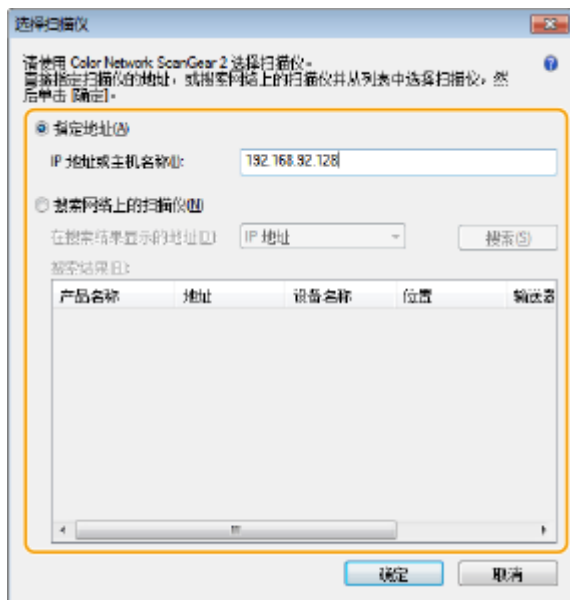 选择扫描仪
请使用 Color Network ScanGear 2 选择扫描仪。
直接指定扫描仪的地址，或搜索网络上的扫描仪并从列表中选择扫描仪，然
后单击 [确定]。
指定地址(A)
IP 地址或主机名称(I): 192.168.92.128
搜索网络上的扫描仪(N)
在搜索结果显示的地址(D) IP 地址 搜索(S)
搜索结果(E):
产品名称 地址 设备名称 位置 输送器
确定 取消